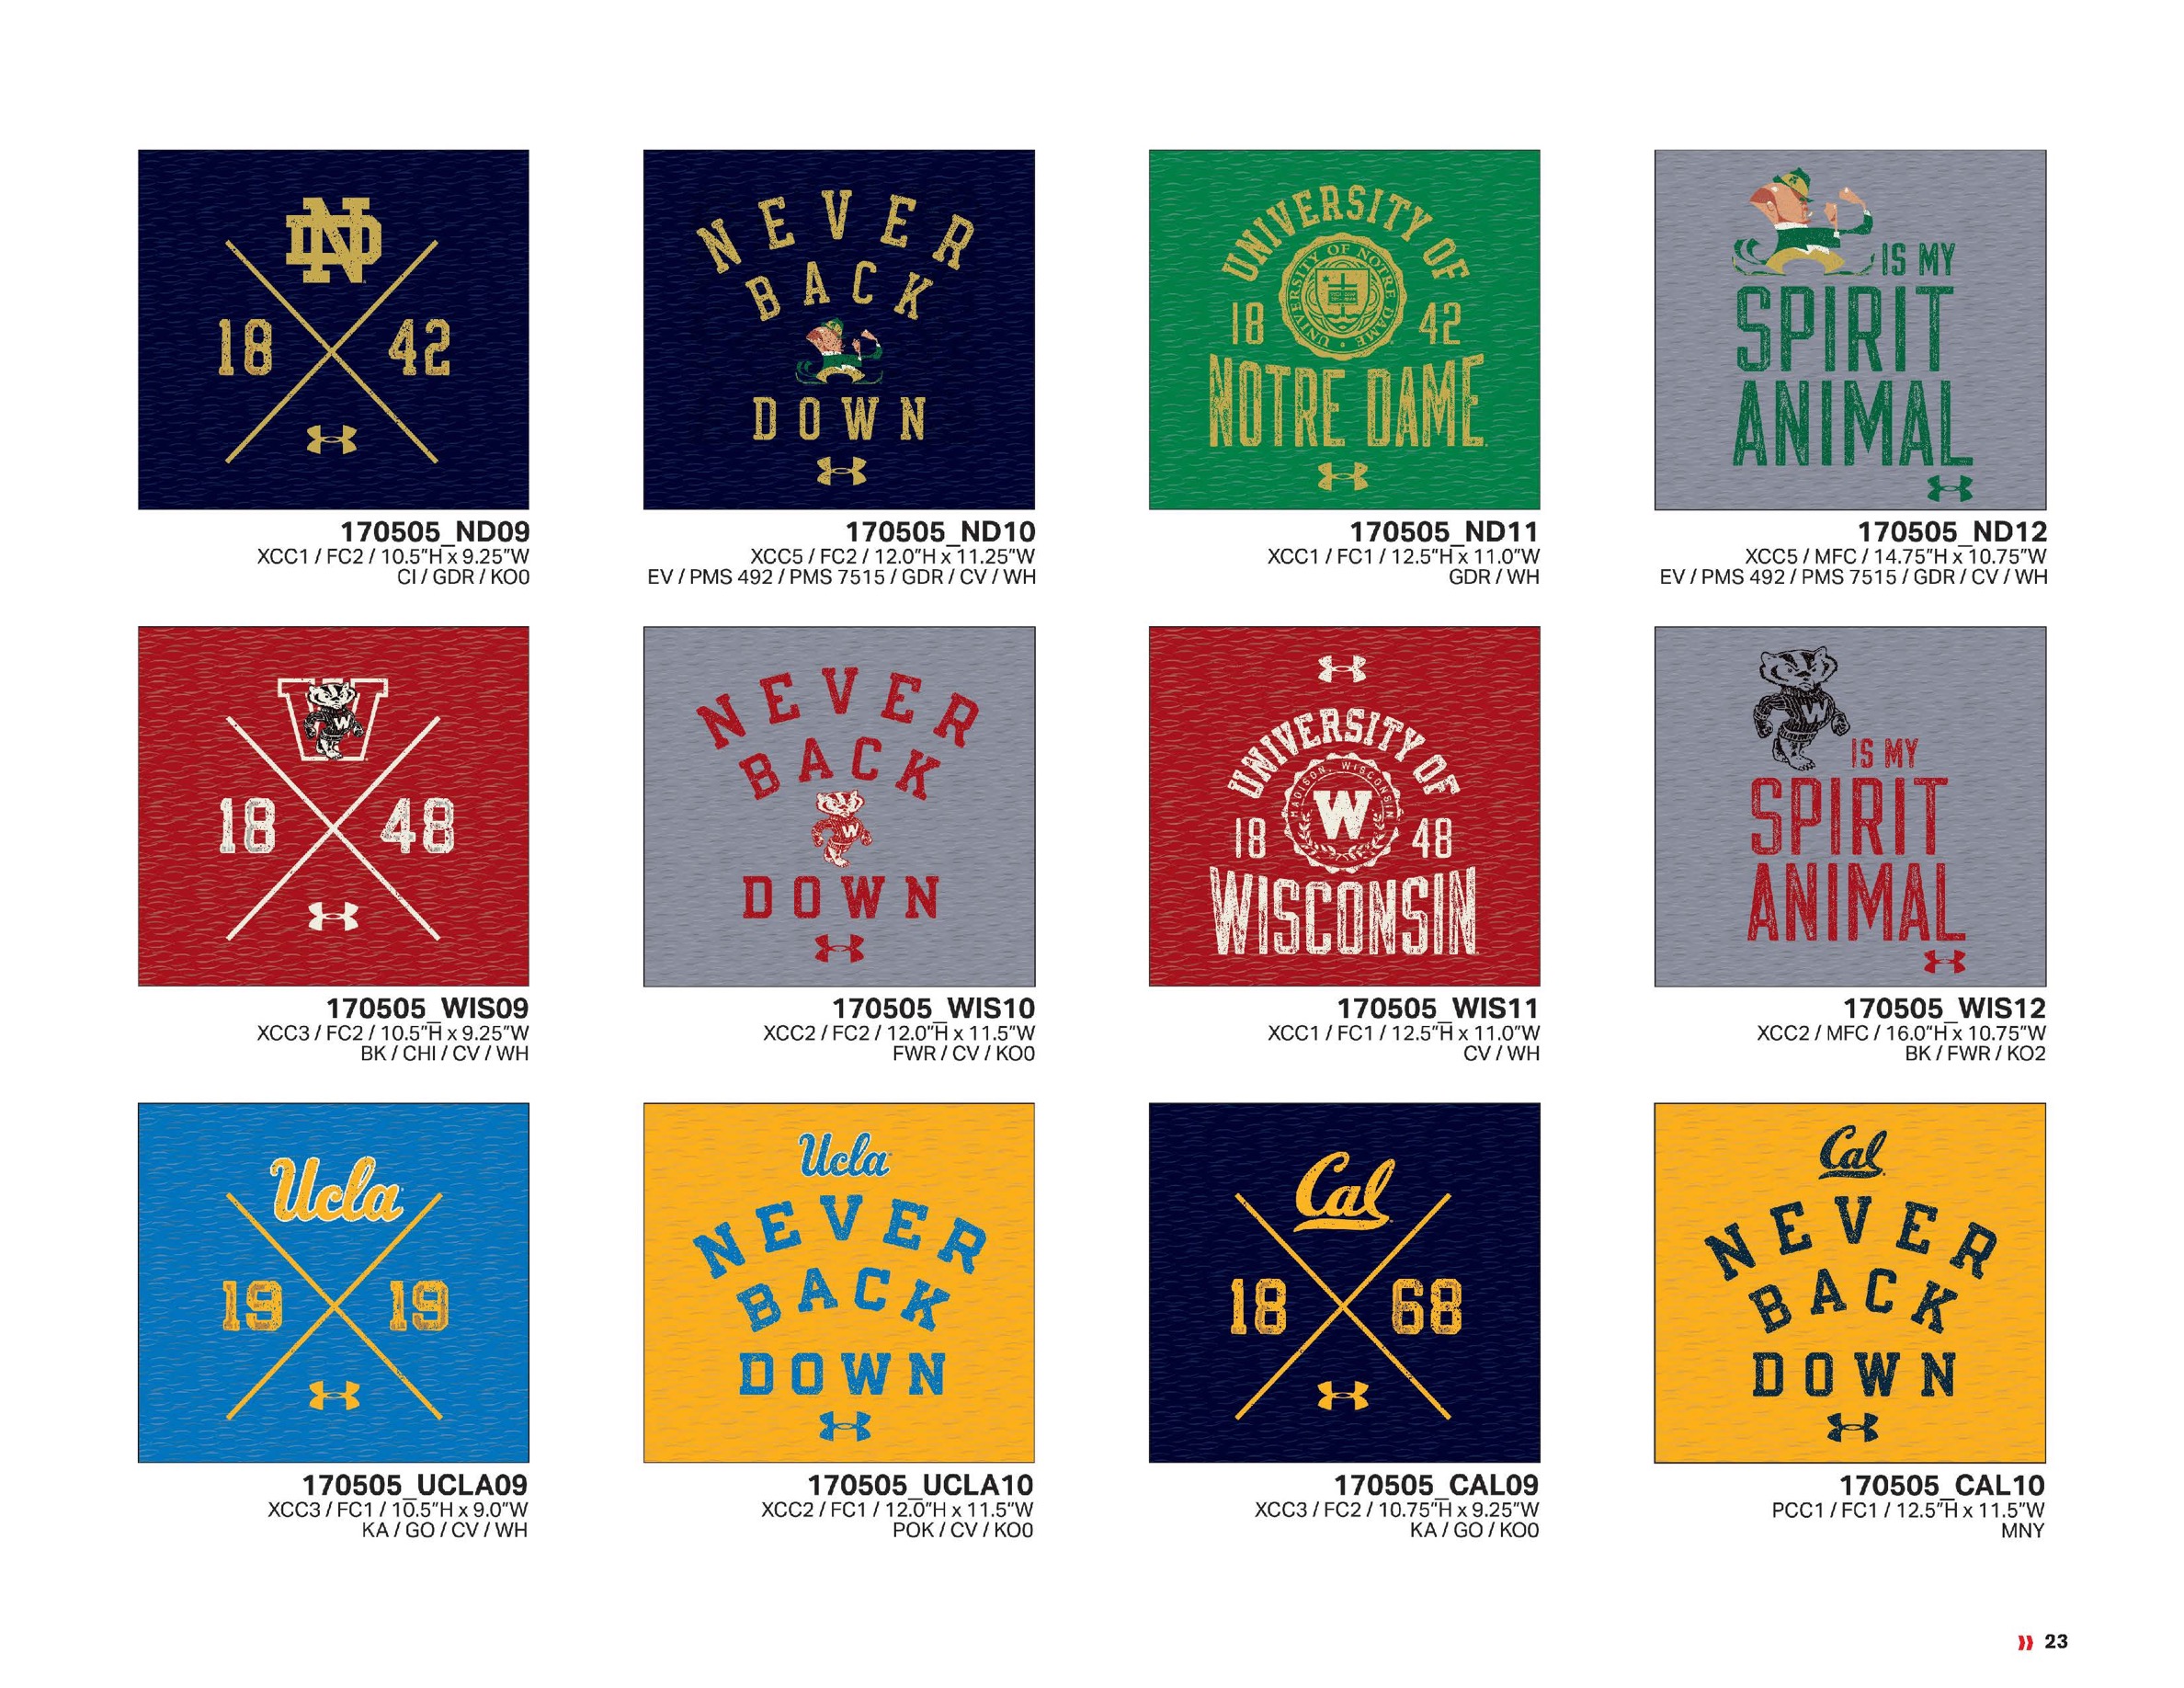 ND
18 42
170505_ND09
XCC1 / FC2 / 10.5"H x 9.25"W
CI / GDR / KO0
NEVER
BACK
DOWN
170505_ND10
XCC5 / FC2 / 12.0"H x 11.25"W
EV / PMS 492 / PMS 7515 / GDR / CV / WH
UNIVERSITY OF
UNIVERSITY OF NOTRE DAME
18 42
NOTRE DAME
170505_ND11
XCC1 / FC1 / 12.5"H x 11.0"W
GDR / WH
IS MY
SPIRIT
ANIMAL
170505_ND12
XCC5 / MFC / 14.75"H x 10.75"W
EV / PMS 492 / PMS 7515 / GDR / CV / WH
W
W
18 48
170505_WIS09
XCC3 / FC2 / 10.5"H x 9.25"W
BK / CHI / CV / WH
NEVER
BACK
W
DOWN
170505_WIS10
XCC2 / FC2 / 12.0"H x 11.5"W
FWR / CV / KO0
UNIVERSITY OF
MADISON, WISCONSIN
W
18 48
WISCONSIN
170505_WIS11
XCC1 / FC1 / 12.5"H x 11.0"W
CV / WH
W
IS MY
SPIRIT
ANIMAL
170505_WIS12
XCC2 / MFC / 16.0"H x 10.75"W
BK / FWR / KO2
Ucla
19 19
170505_UCLA09
XCC3 / FC1 / 10.5"H x 9.0"W
KA / GO / CV / WH
Ucla
NEVER
BACK
DOWN
170505_UCLA10
XCC2 / FC1 / 12.0"H x 11.5"W
POK / CV / KO0
Cal
18 68
170505_CAL09
XCC3 / FC2 / 10.75"H x 9.25"W
KA / GO / KO0
Cal
NEVER
BACK
DOWN
170505_CAL10
PCC1 / FC1 / 12.5"H x 11.5"W
MNY
23